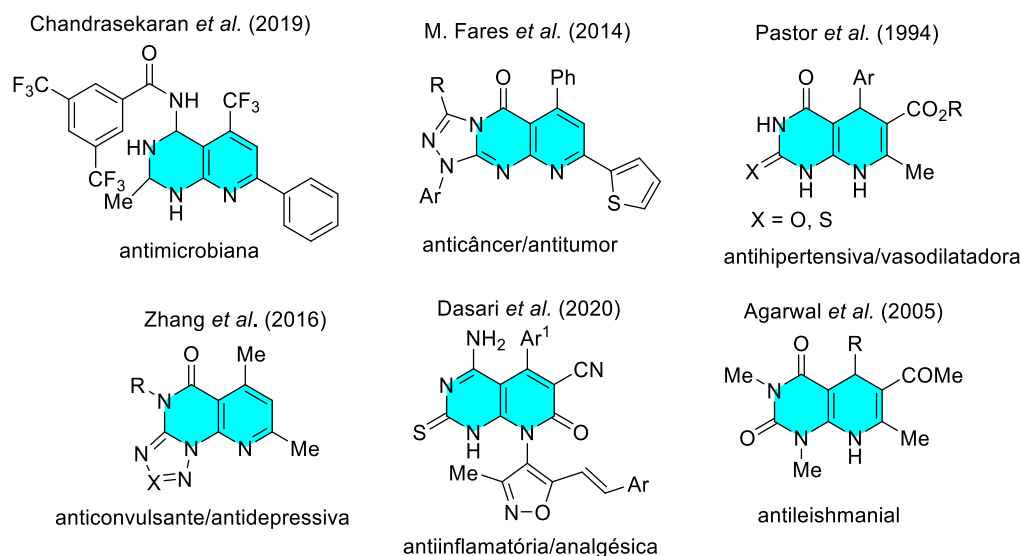 Chandrasekaran et al. (2019)
M. Fares et al. (2014)
Pastor et al. (1994)
F₃C
O
NH
CF₃
HN
CF₃
Me
N
H
N
antimicrobiana
R
O
Ph
N
N
N
Ar
N
N
S
anticâncer/antitumor
O
Ar
CO₂R
HN
X
N
H
N
H
Me
X = O, S
antihipertensiva/vasodilatadora
Zhang et al. (2016)
Dasari et al. (2020)
Agarwal et al. (2005)
O
Me
R
N
N
N
N
Me
X
N
anticonvulsante/antidepressiva
NH₂
Ar¹
CN
N
S
NH
N
O
Me
N
O
Ar
antiinflamatória/analgésica
O
R
COMe
Me
N
O
N
Me
N
H
Me
antileishmanial